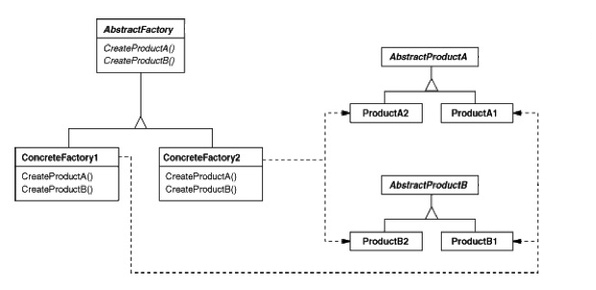 AbstractFactory
CreateProductA()
CreateProductB()
AbstractProductA
ProductA2
ProductA1
ConcreteFactory1
CreateProductA()
CreateProductB()
ConcreteFactory2
CreateProductA()
CreateProductB()
AbstractProductB
ProductB2
ProductB1